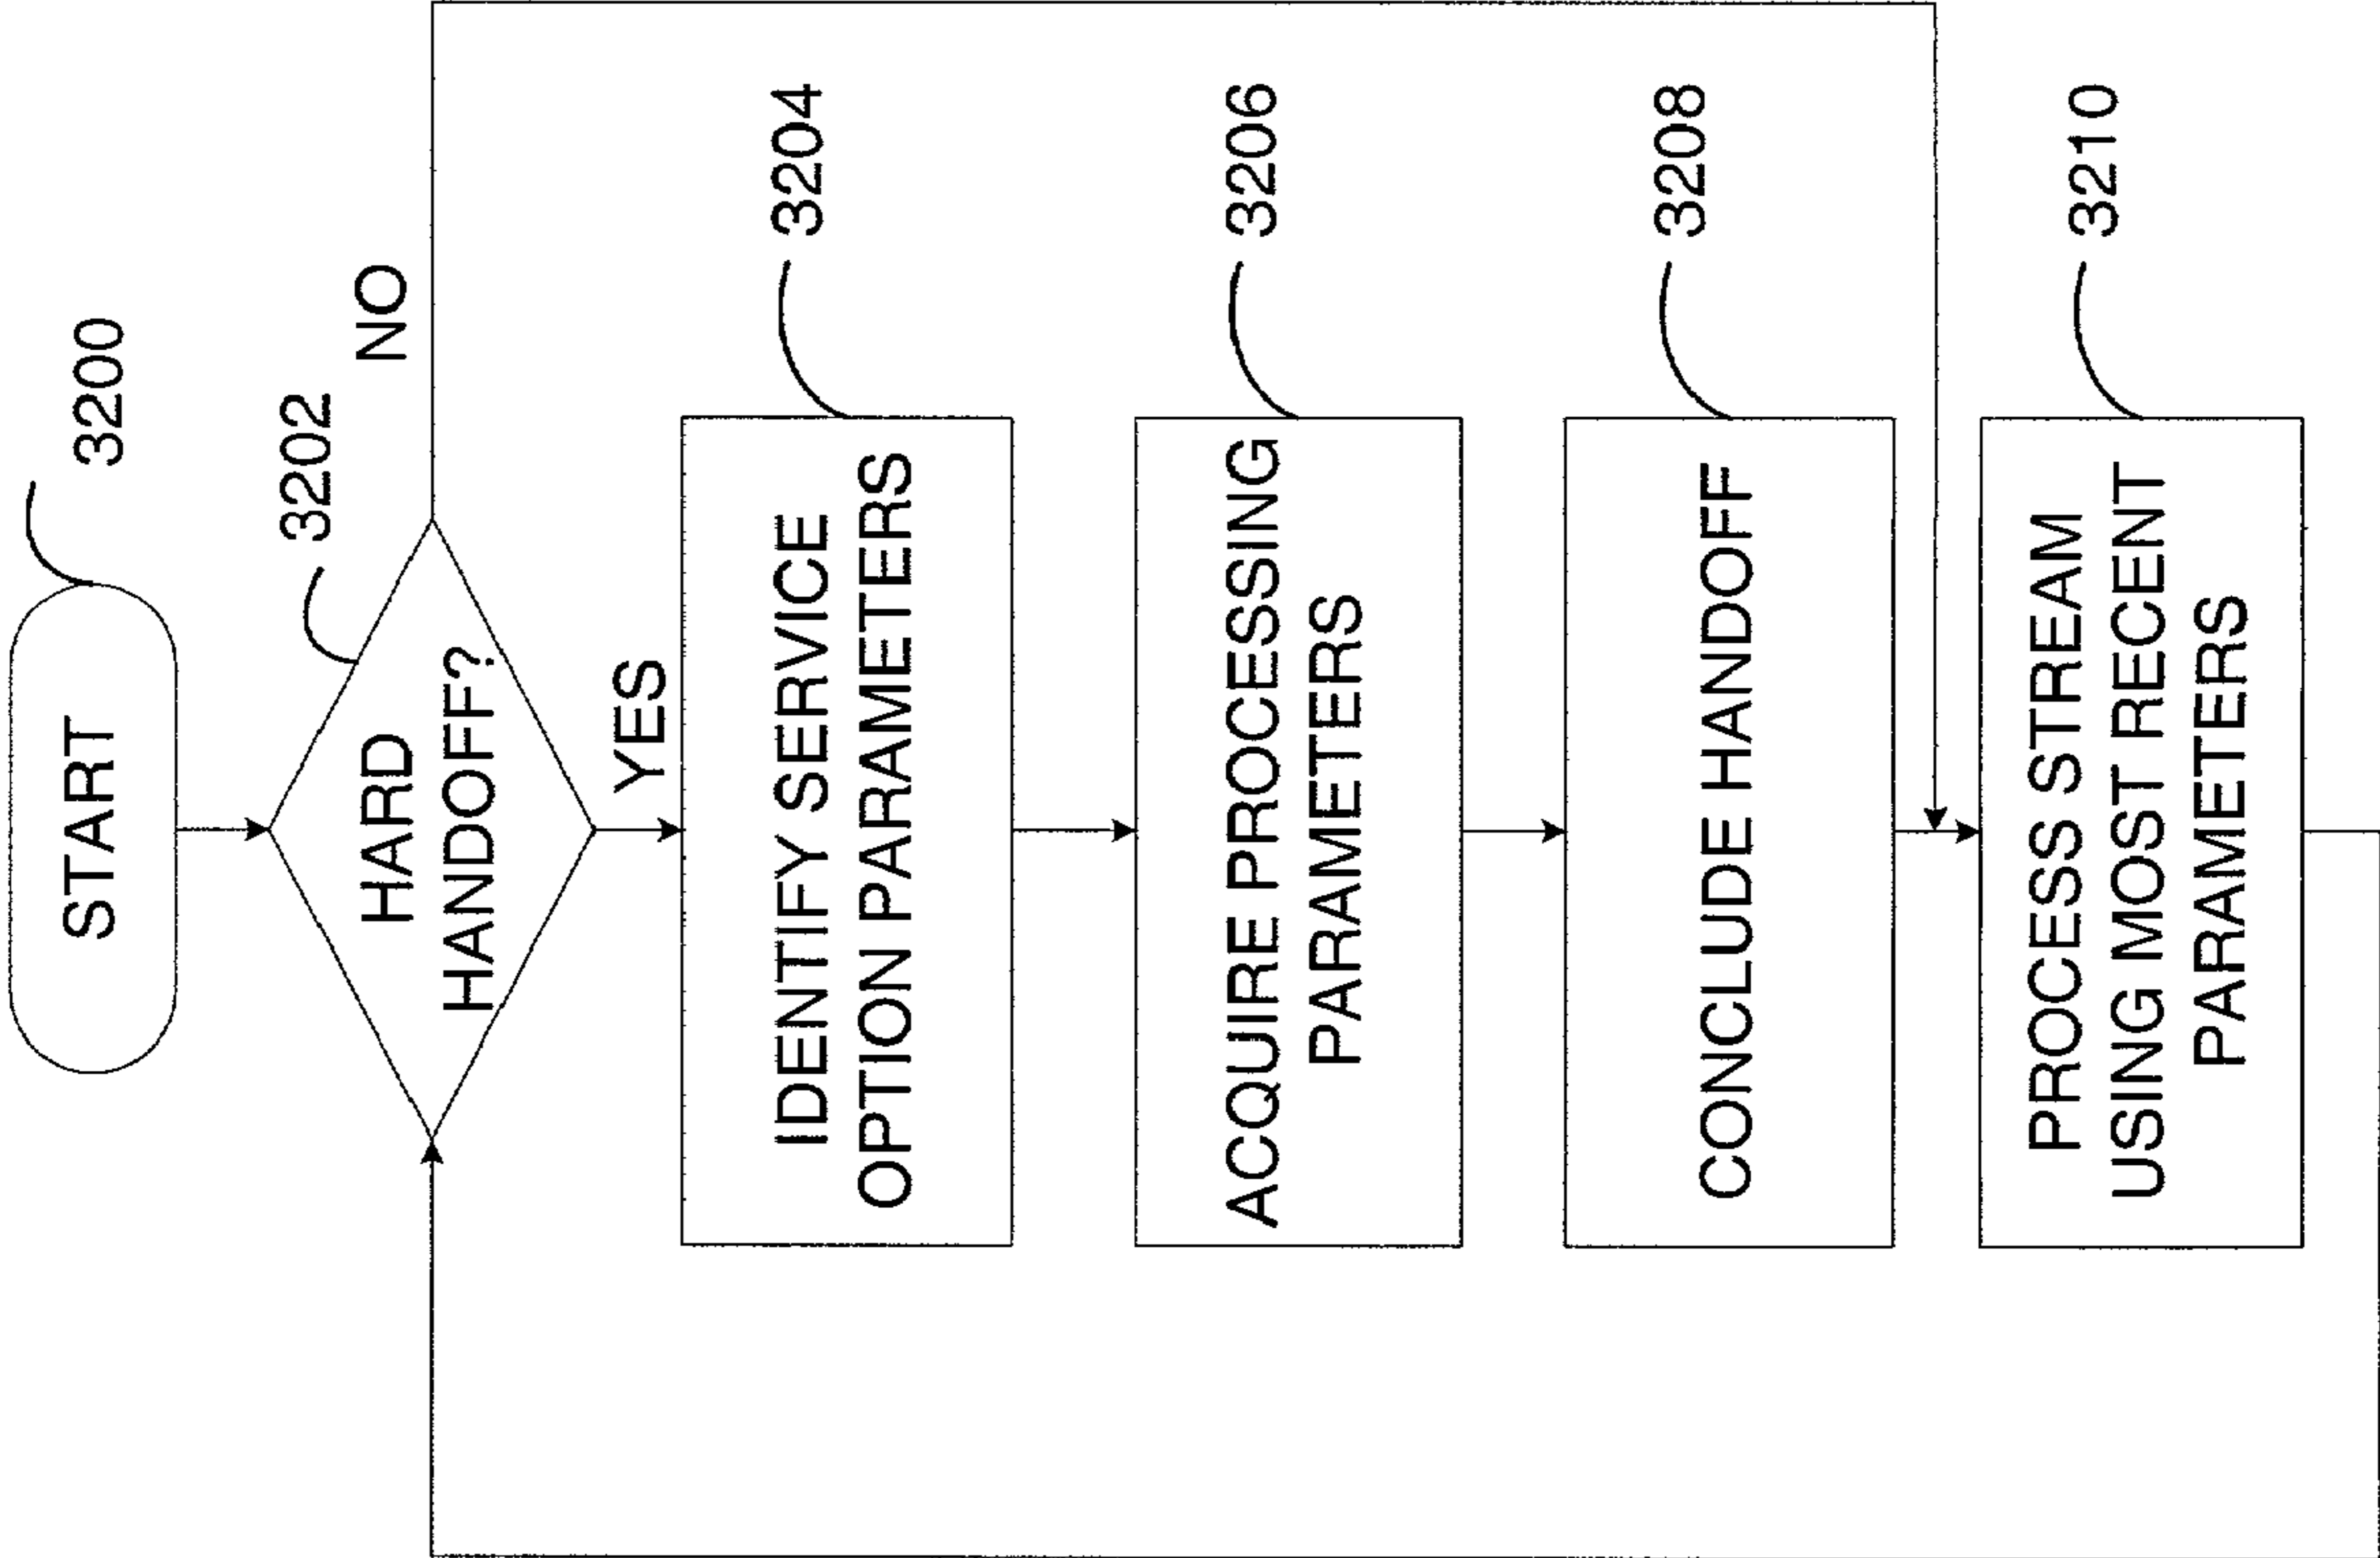 START
3200
HARD
HANDOFF?
3202
NO
YES
IDENTIFY SERVICE
OPTION PARAMETERS
3204
ACQUIRE PROCESSING
PARAMETERS
3206
CONCLUDE HANDOFF
3208
PROCESS STREAM
USING MOST RECENT
PARAMETERS
3210